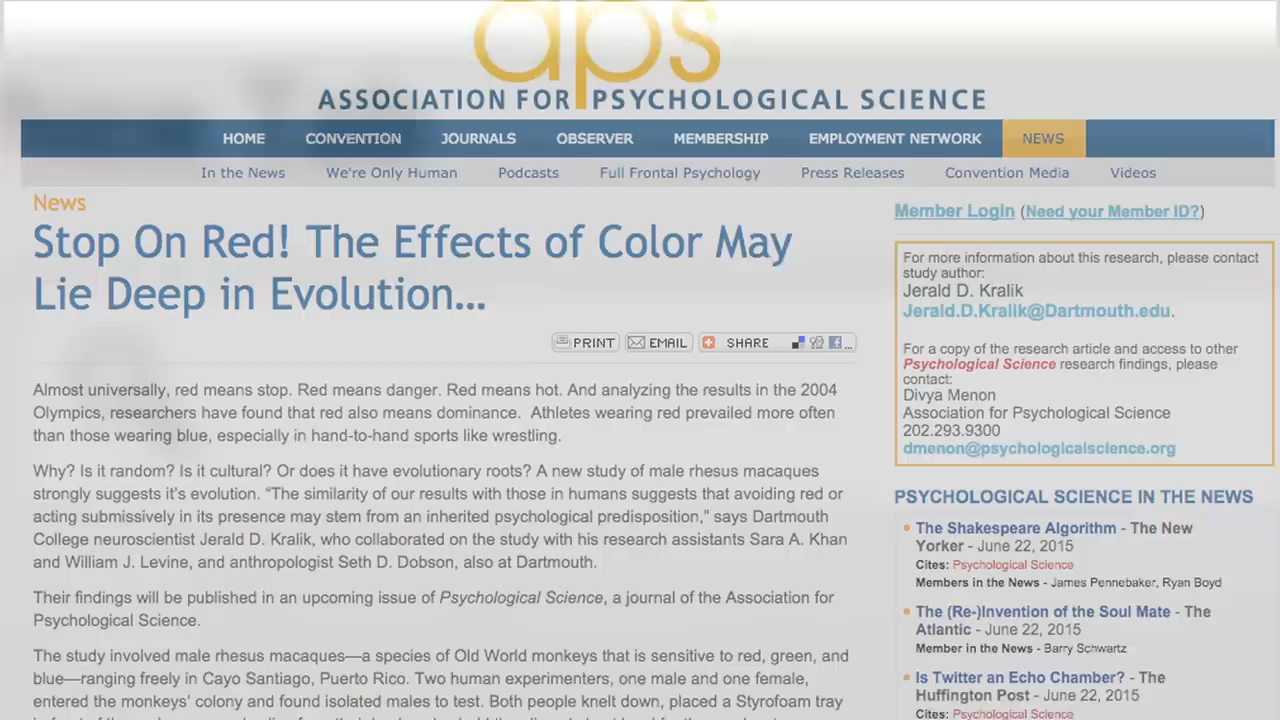 aps
ASSOCIATION FOR PSYCHOLOGICAL SCIENCE
HOME CONVENTION JOURNALS OBSERVER MEMBERSHIP EMPLOYMENT NETWORK NEWS
In the News We're Only Human Podcasts Full Frontal Psychology Press Releases Convention Media Videos
News
Stop On Red! The Effects of Color May
Lie Deep in Evolution…
PRINT EMAIL SHARE ...
Almost universally, red means stop. Red means danger. Red means hot. And analyzing the results in the 2004
Olympics, researchers have found that red also means dominance. Athletes wearing red prevailed more often
than those wearing blue, especially in hand-to-hand sports like wrestling.
Why? Is it random? Is it cultural? Or does it have evolutionary roots? A new study of male rhesus macaques
strongly suggests it's evolution. “The similarity of our results with those in humans suggests that avoiding red or
acting submissively in its presence may stem from an inherited psychological predisposition,” says Dartmouth
College neuroscientist Jerald D. Kralik, who collaborated on the study with his research assistants Sara A. Khan
and William J. Levine, and anthropologist Seth D. Dobson, also at Dartmouth.
Their findings will be published in an upcoming issue of Psychological Science, a journal of the Association for
Psychological Science.
The study involved male rhesus macaques—a species of Old World monkeys that is sensitive to red, green, and
blue—ranging freely in Cayo Santiago, Puerto Rico. Two human experimenters, one male and one female,
entered the monkeys' colony and found isolated males to test. Both people knelt down, placed a Styrofoam tray
Member Login (Need your Member ID?)
For more information about this research, please contact
study author:
Jerald D. Kralik
Jerald.D.Kralik@Dartmouth.edu.
For a copy of the research article and access to other
Psychological Science research findings, please
contact:
Divya Menon
Association for Psychological Science
202.293.9300
dmenon@psychologicalscience.org
PSYCHOLOGICAL SCIENCE IN THE NEWS
The Shakespeare Algorithm - The New
Yorker - June 22, 2015
Cites: Psychological Science
Members in the News - James Pennebaker, Ryan Boyd
The (Re-)Invention of the Soul Mate - The
Atlantic - June 22, 2015
Member in the News - Barry Schwartz
Is Twitter an Echo Chamber? - The
Huffington Post - June 22, 2015
Cites: Psychological Science